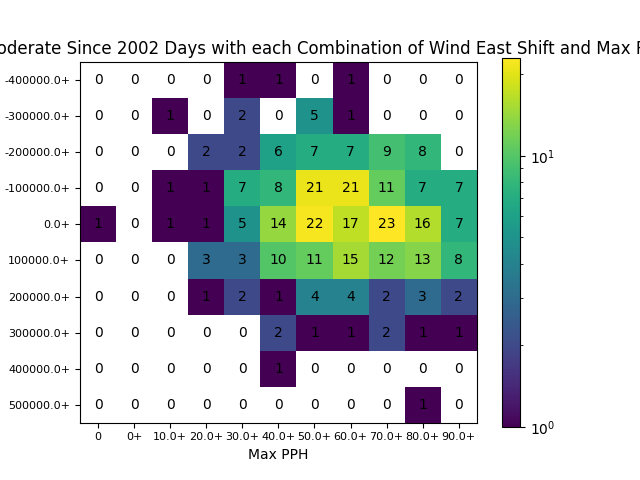 oderate Since 2002 Days with each Combination of Wind East Shift and Max
-400000.0+ 0 0 0 0 1 1 0 1 0 0 0
-300000.0+ 0 0 1 0 2 0 5 1 0 0 0
-200000.0+ 0 0 0 2 2 6 7 7 9 8 0
-100000.0+ 0 0 1 1 7 8 21 21 11 7 7
0.0+ 1 0 1 1 5 14 22 17 23 16 7
100000.0+ 0 0 0 3 3 10 11 15 12 13 8
200000.0+ 0 0 0 1 2 1 4 4 2 3 2
300000.0+ 0 0 0 0 0 2 1 1 2 1 1
400000.0+ 0 0 0 0 0 1 0 0 0 0 0
500000.0+ 0 0 0 0 0 0 0 0 0 1 0
0 0+ 10.0+ 20.0+ 30.0+ 40.0+ 50.0+ 60.0+ 70.0+ 80.0+ 90.0+
Max PPH
10¹
10⁰